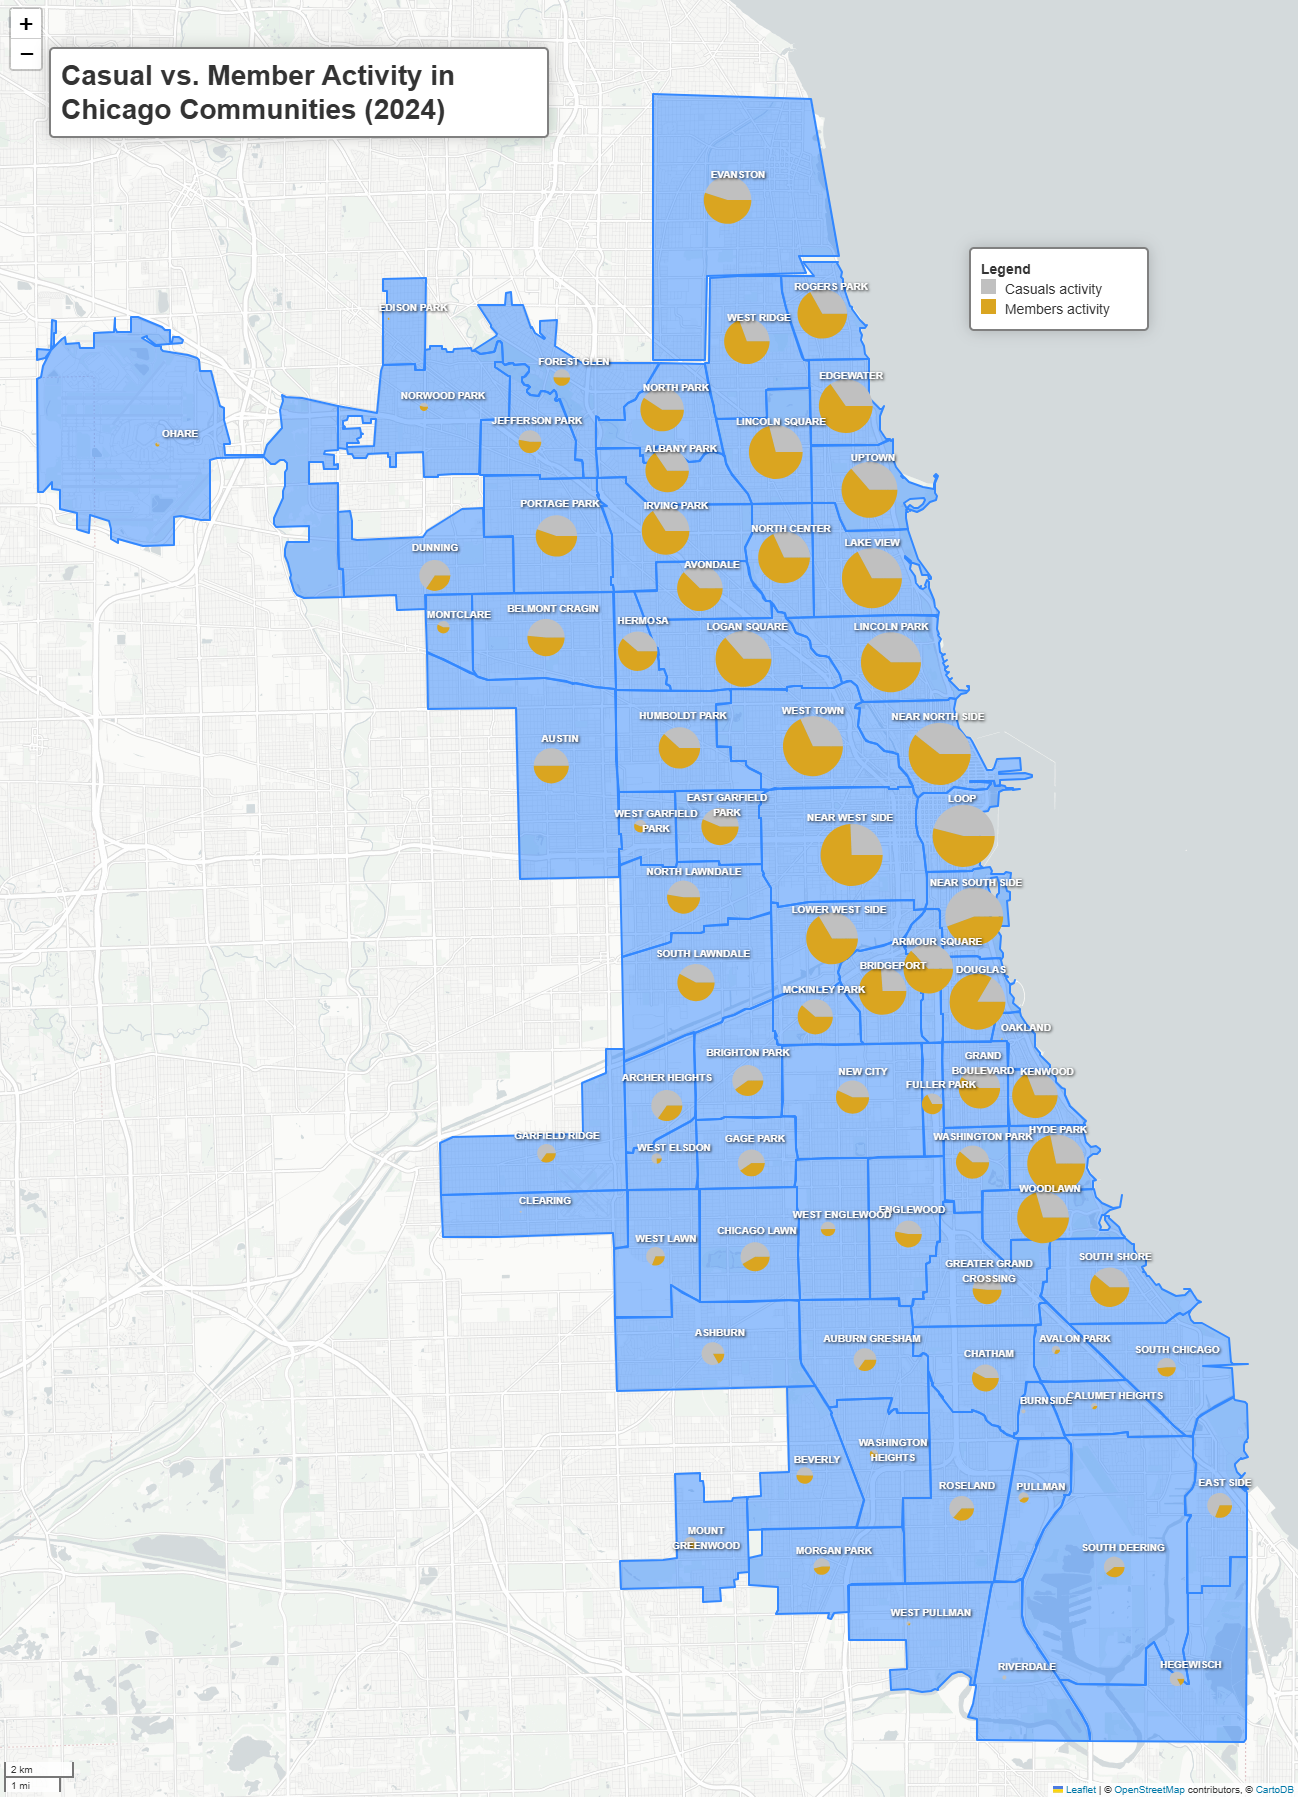 +
−
Casual vs. Member Activity in
Chicago Communities (2024)
EVANSTON
Legend
Casuals activity
Members activity
ROGERS PARK
EDISON PARK
WEST RIDGE
FOREST GLEN
EDGEWATER
NORTH PARK
NORWOOD PARK
JEFFERSON PARK
LINCOLN SQUARE
OHARE
ALBANY PARK
UPTOWN
PORTAGE PARK
IRVING PARK
NORTH CENTER
LAKE VIEW
DUNNING
AVONDALE
BELMONT CRAGIN
MONTCLARE
HERMOSA
LOGAN SQUARE
LINCOLN PARK
WEST TOWN
HUMBOLDT PARK
NEAR NORTH SIDE
AUSTIN
EAST GARFIELD
PARK
LOOP
WEST GARFIELD
PARK
NEAR WEST SIDE
NORTH LAWNDALE
NEAR SOUTH SIDE
LOWER WEST SIDE
ARMOUR SQUARE
SOUTH LAWNDALE
BRIDGEPORT
DOUGLAS
MCKINLEY PARK
OAKLAND
BRIGHTON PARK
GRAND
BOULEVARD
NEW CITY
KENWOOD
ARCHER HEIGHTS
FULLER PARK
HYDE PARK
GARFIELD RIDGE
GAGE PARK
WASHINGTON PARK
WEST ELSDON
WOODLAWN
CLEARING
WEST ENGLEWOOD
ENGLEWOOD
CHICAGO LAWN
WEST LAWN
SOUTH SHORE
GREATER GRAND
CROSSING
ASHBURN
AUBURN GRESHAM
AVALON PARK
CHATHAM
SOUTH CHICAGO
BURNSIDE
CALUMET HEIGHTS
WASHINGTON
HEIGHTS
BEVERLY
ROSELAND
PULLMAN
EAST SIDE
MOUNT
GREENWOOD
MORGAN PARK
SOUTH DEERING
WEST PULLMAN
RIVERDALE
HEGEWISCH
2 km
1 mi
Leaflet | © OpenStreetMap contributors, © CartoDB